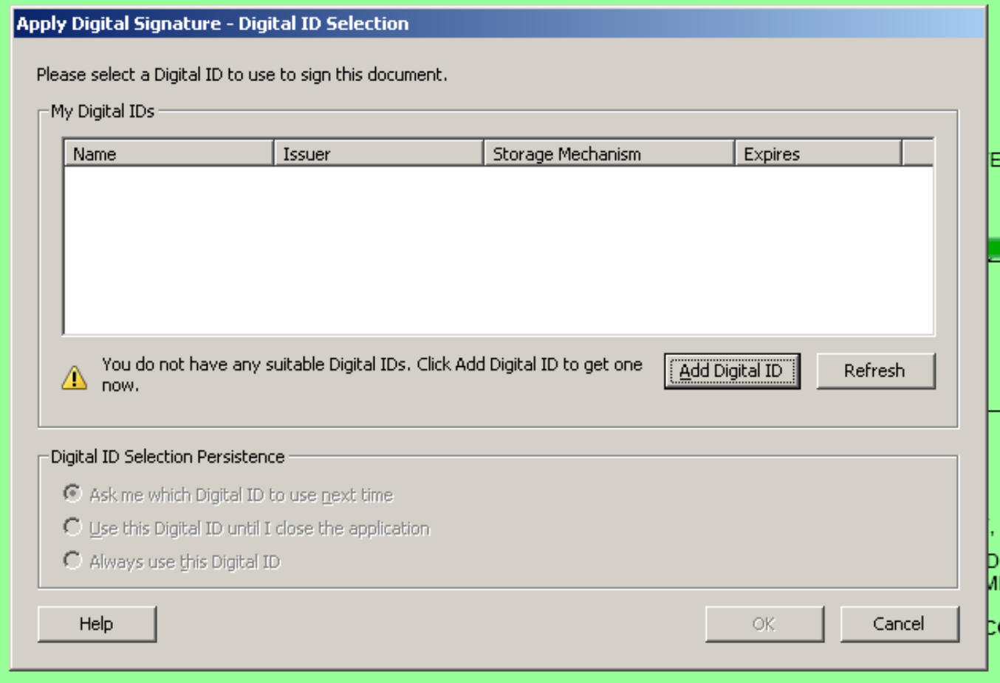 Apply Digital Signature - Digital ID Selection
Please select a Digital ID to use to sign this document.
My Digital IDs
Name Issuer Storage Mechanism Expires
You do not have any suitable Digital IDs. Click Add Digital ID to get one
now.
Add Digital ID Refresh
Digital ID Selection Persistence
Ask me which Digital ID to use next time
Use this Digital ID until I close the application
Always use this Digital ID
Help OK Cancel